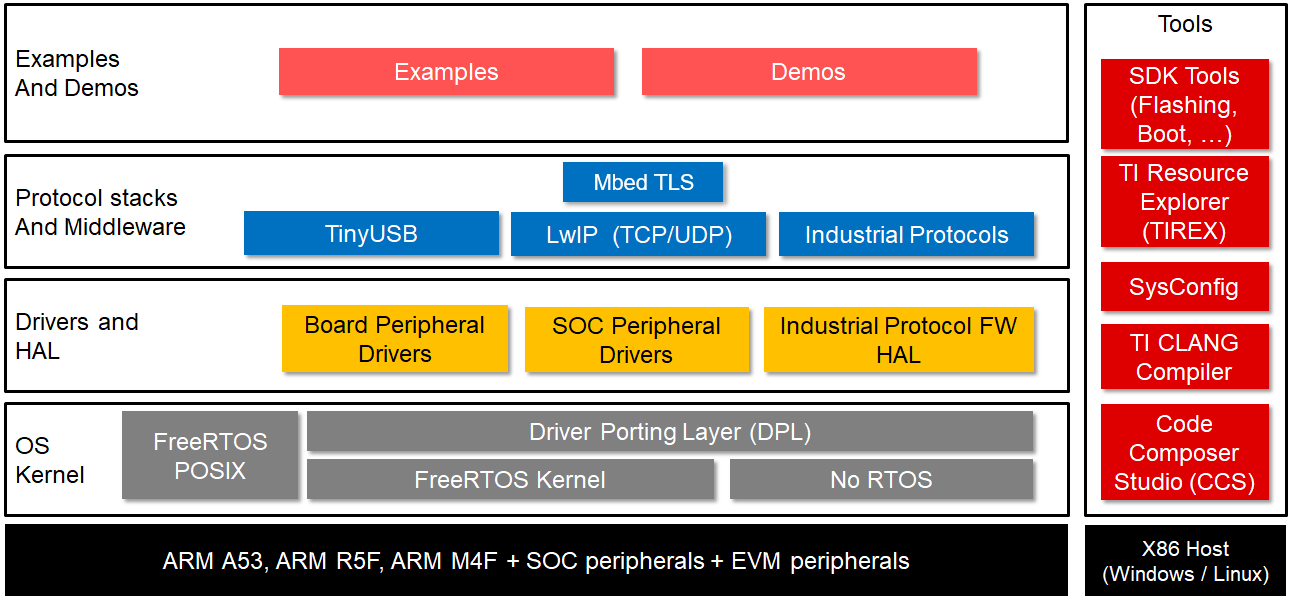 Examples
And Demos
Examples
Demos
Protocol stacks
And Middleware
Mbed TLS
TinyUSB
LwIP (TCP/UDP)
Industrial Protocols
Drivers and
HAL
Board Peripheral
Drivers
SOC Peripheral
Drivers
Industrial Protocol FW
HAL
OS
Kernel
FreeRTOS
POSIX
Driver Porting Layer (DPL)
FreeRTOS Kernel
No RTOS
ARM A53, ARM R5F, ARM M4F + SOC peripherals + EVM peripherals
Tools
SDK Tools
(Flashing,
Boot, …)
TI Resource
Explorer
(TIREX)
SysConfig
TI CLANG
Compiler
Code
Composer
Studio (CCS)
X86 Host
(Windows / Linux)